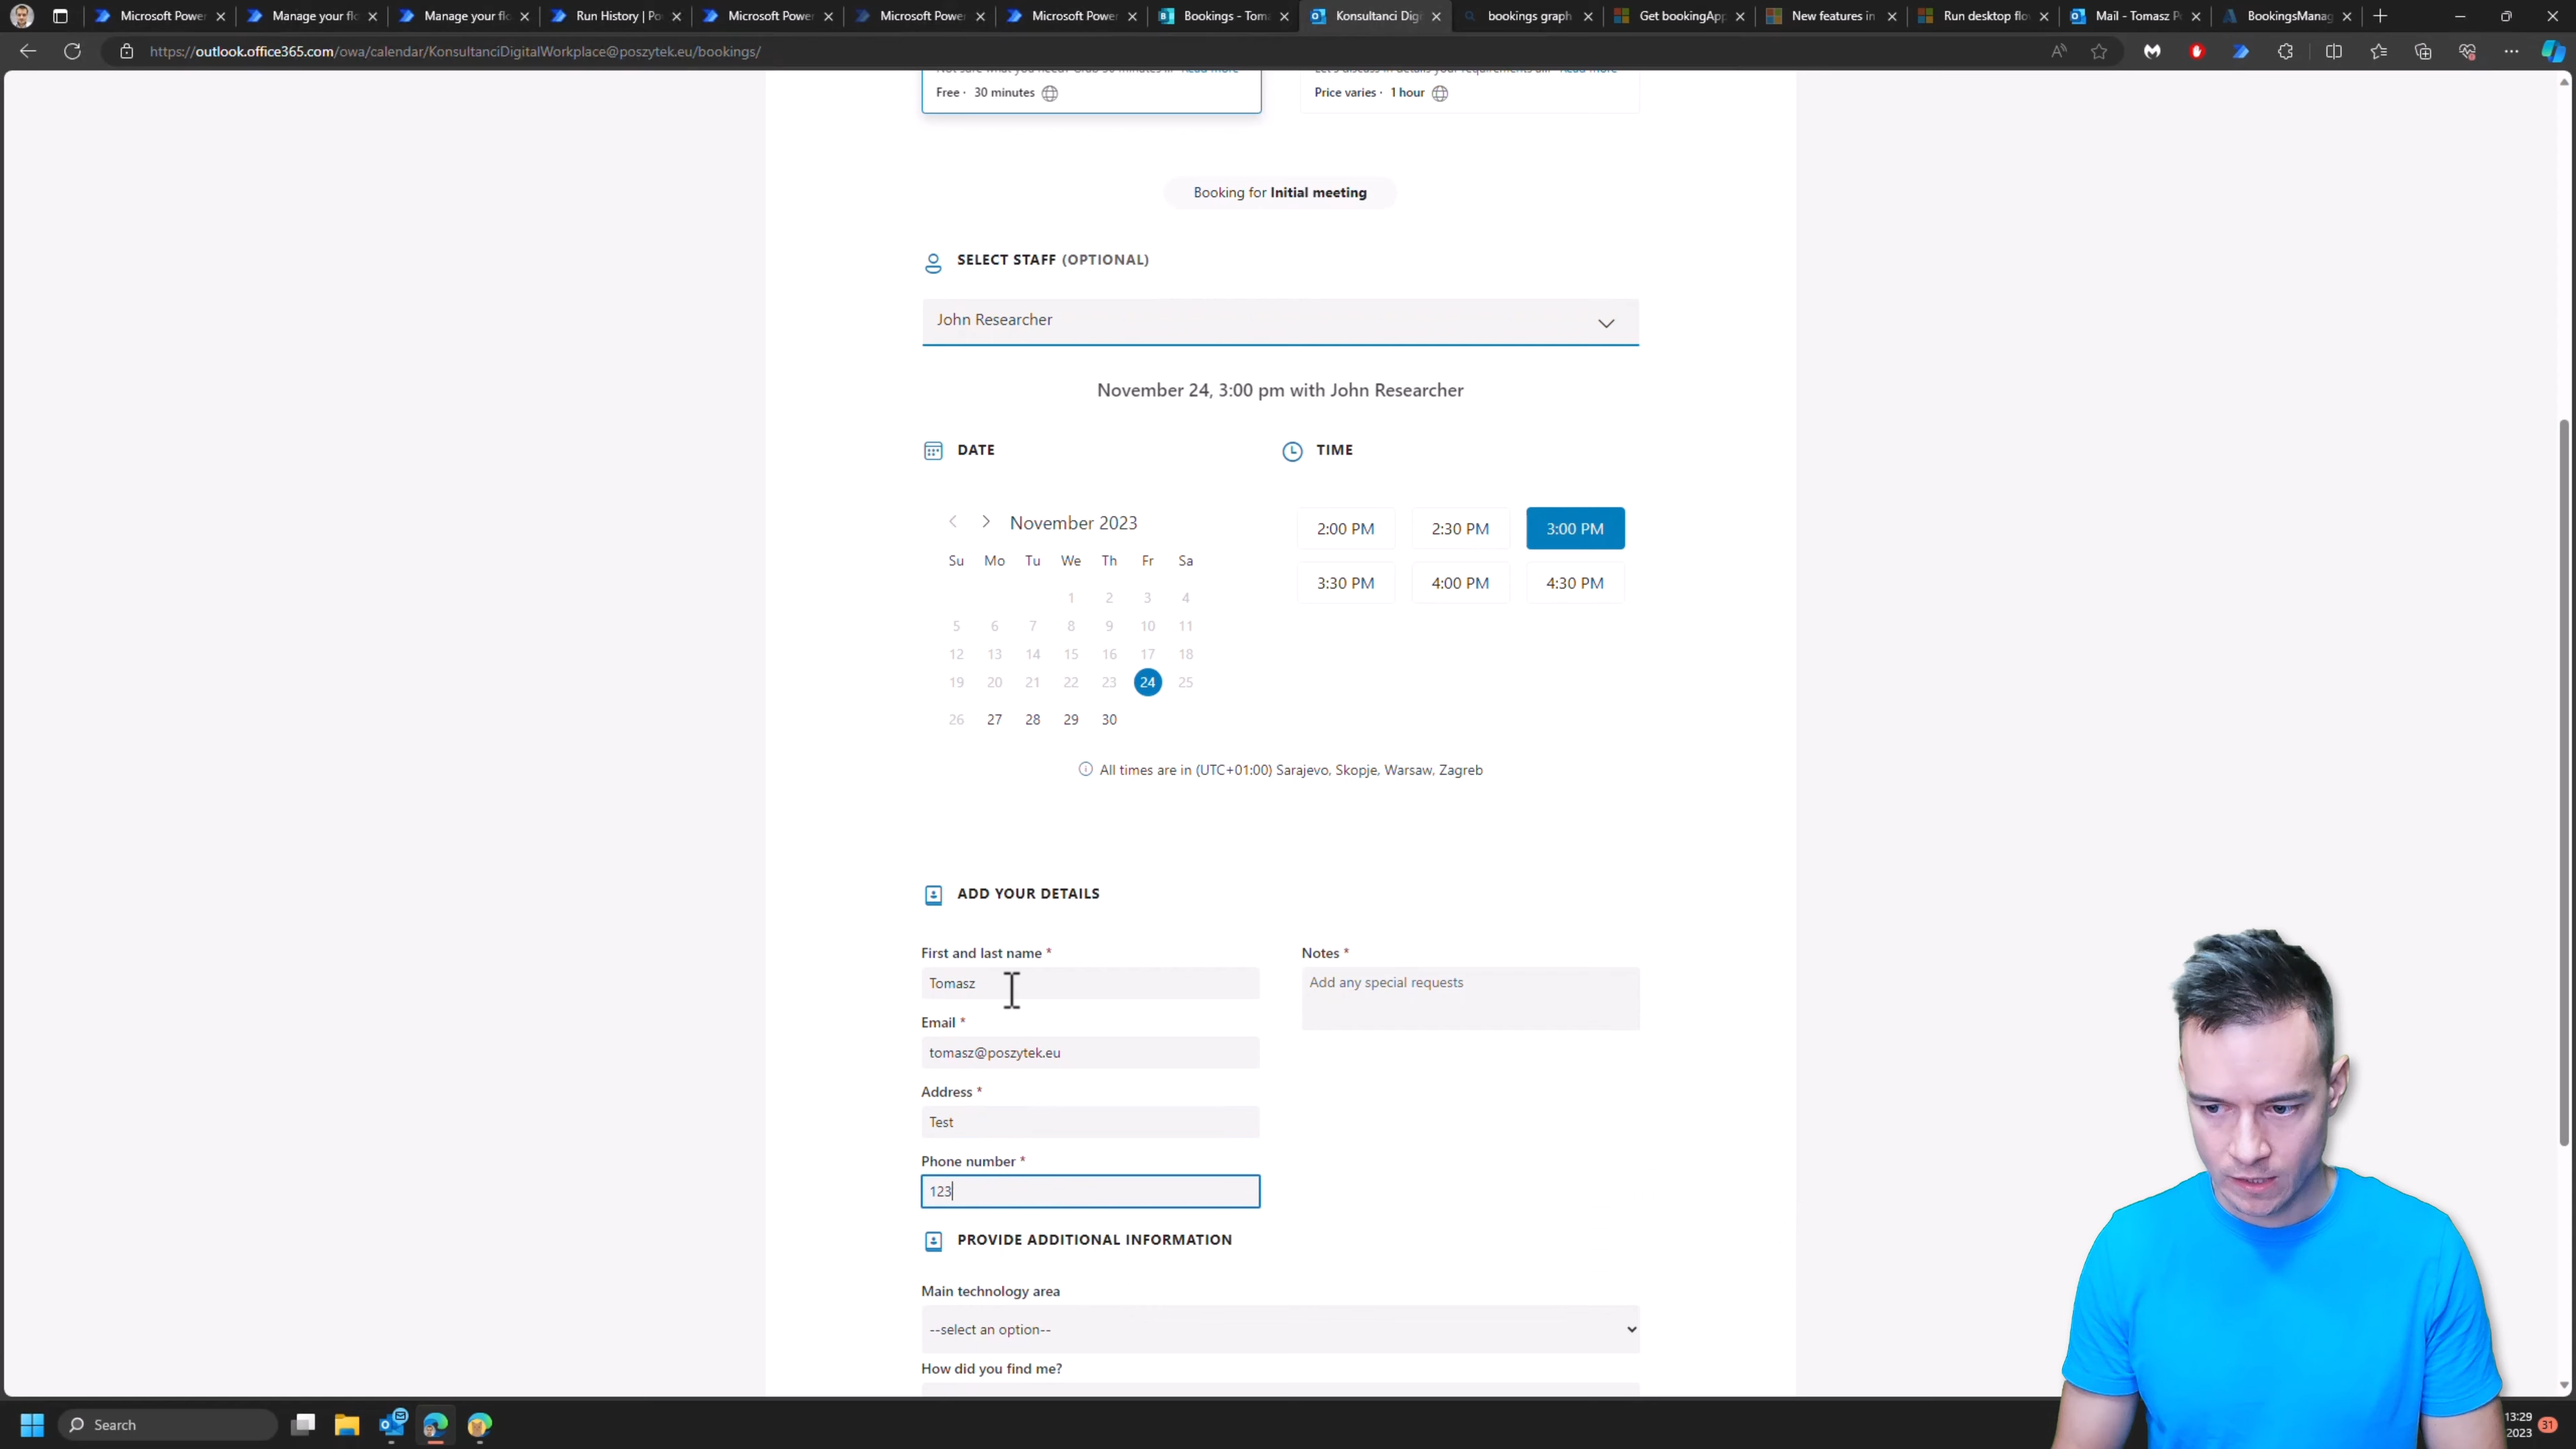 Microsoft Power
Manage your flo
Manage your flo
Run History | Po
Microsoft Power
Microsoft Power
Microsoft Power
Bookings - Toma
Konsultanci Digi
bookings graph
Get bookingApp
New features in
Run desktop flo
Mail - Tomasz P
BookingsManag
https://outlook.office365.com/owa/calendar/KonsultanciDigitalWorkplace@poszytek.eu/bookings/
Free · 30 minutes
Price varies · 1 hour
Booking for Initial meeting
SELECT STAFF (OPTIONAL)
John Researcher
November 24, 3:00 pm with John Researcher
DATE
TIME
November 2023
Su Mo Tu We Th Fr Sa
1 2 3 4
5 6 7 8 9 10 11
12 13 14 15 16 17 18
19 20 21 22 23 24 25
26 27 28 29 30
2:00 PM 2:30 PM 3:00 PM
3:30 PM 4:00 PM 4:30 PM
All times are in (UTC+01:00) Sarajevo, Skopje, Warsaw, Zagreb
ADD YOUR DETAILS
First and last name *
Tomasz
Email *
tomasz@poszytek.eu
Address *
Test
Phone number *
123
Notes *
Add any special requests
PROVIDE ADDITIONAL INFORMATION
Main technology area
--select an option--
How did you find me?
Search
13:29
2023
31